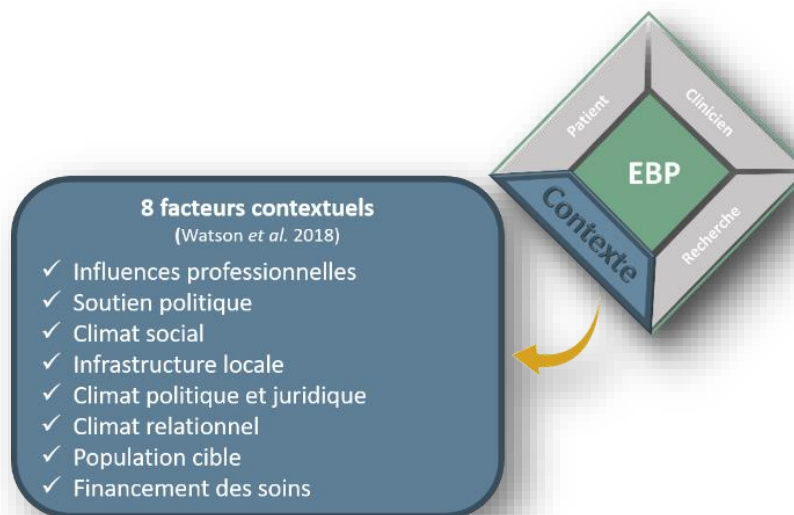 Patient
Clinicien
EBP
Contexte
Recherche
8 facteurs contextuels
(Watson et al. 2018)
✓ Influences professionnelles
✓ Soutien politique
✓ Climat social
✓ Infrastructure locale
✓ Climat politique et juridique
✓ Climat relationnel
✓ Population cible
✓ Financement des soins